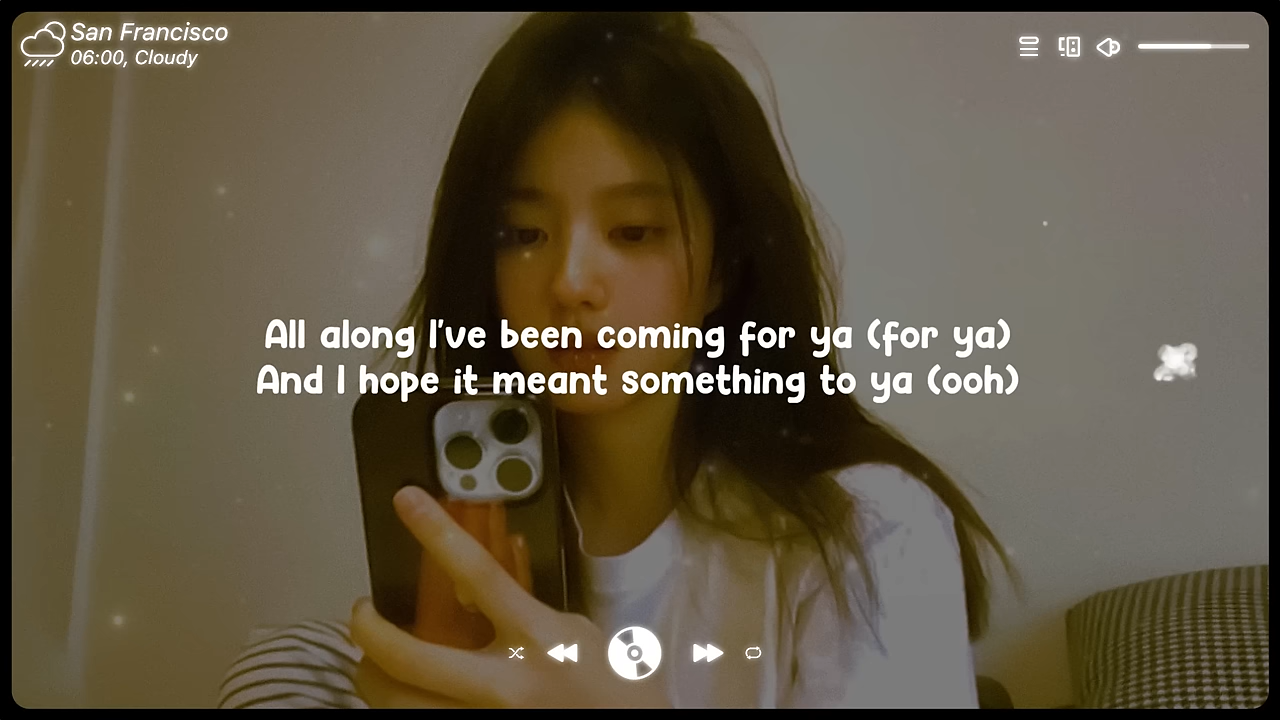 San Francisco
06:00, Cloudy
All along I've been coming for ya (for ya)
And I hope it meant something to ya (ooh)